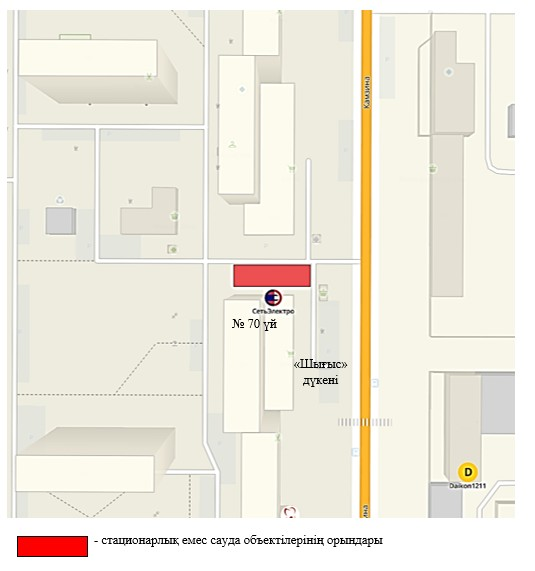 Камзина
СетьЭлектро
№ 70 үй
«Шығыс»
дүкені
Daikon1211
D
- стационарлық емес сауда объектілерінің орындары